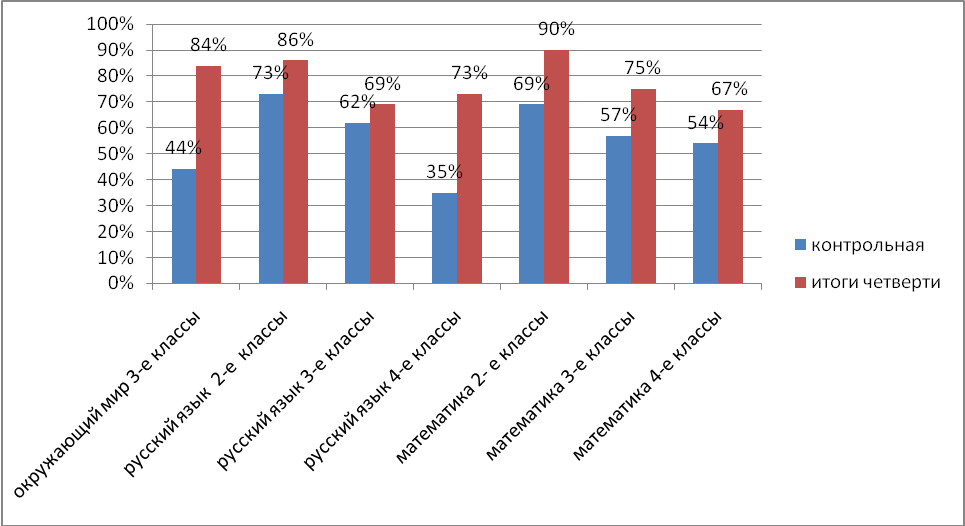 100%
90%
80%
70%
60%
50%
40%
30%
20%
10%
0%
44%
84%
73%
86%
62%
69%
35%
73%
69%
90%
57%
75%
54%
67%
окружающий мир 3-е классы
русский язык 2-е классы
русский язык 3-е классы
русский язык 4-е классы
математика 2- е классы
математика 3-е классы
математика 4-е классы
контрольная
итоги четверти